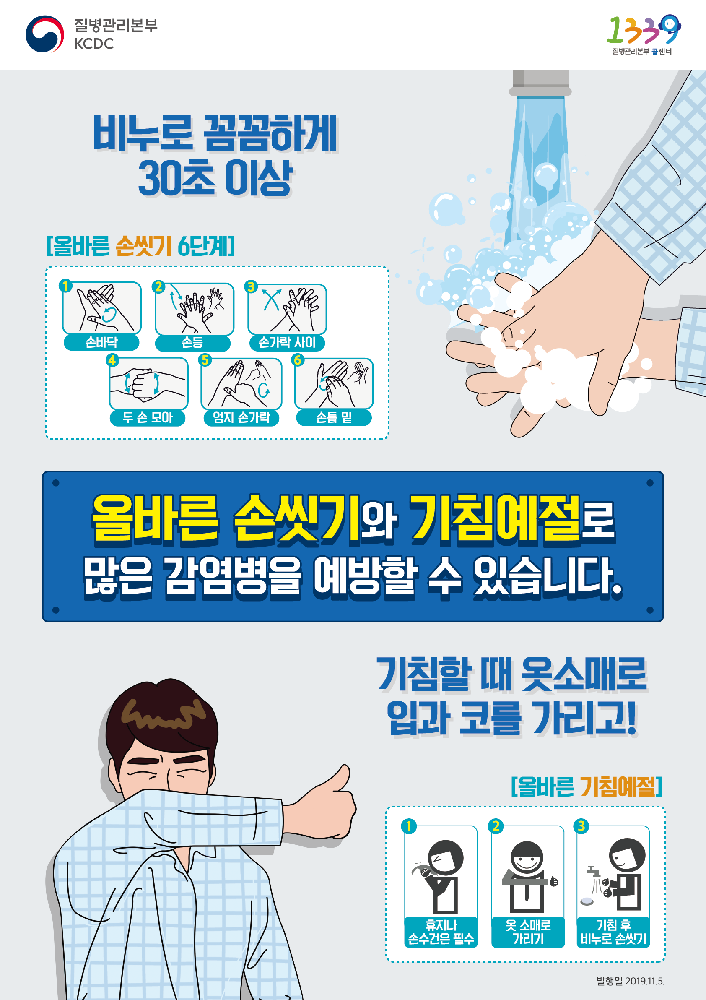 질병관리본부
KCDC
1339
질병관리본부 콜센터
비누로 꼼꼼하게
30초 이상
[올바른 손씻기 6단계]
1
손바닥
2
손등
3
손가락 사이
4
두 손 모아
5
엄지 손가락
6
손톱 밑
올바른 손씻기와 기침예절로
많은 감염병을 예방할 수 있습니다.
기침할 때 옷소매로
입과 코를 가리고!
[올바른 기침예절]
1
휴지나
손수건은 필수
2
옷 소매로
가리기
3
기침 후
비누로 손씻기
발행일 2019.11.5.